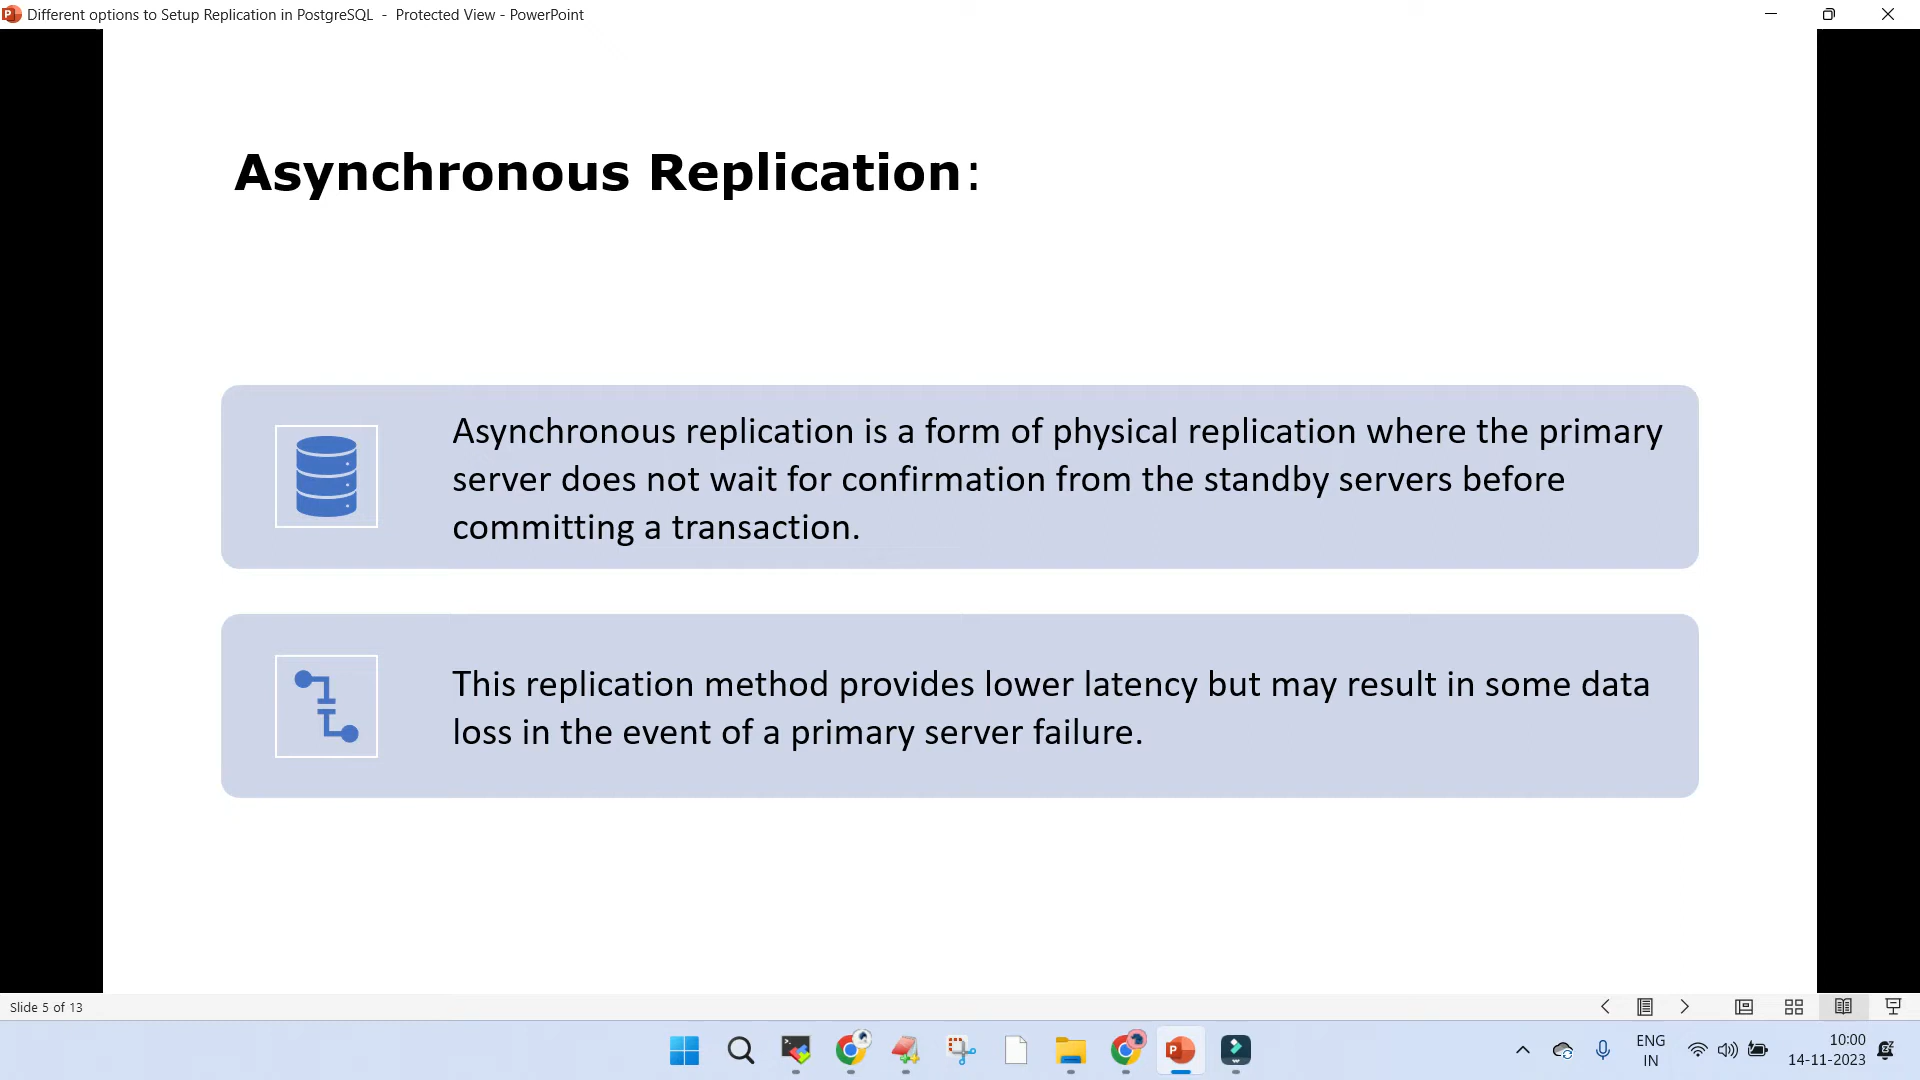 Different options to Setup Replication in PostgreSQL  -  Protected View - PowerPoint
Asynchronous Replication:
Asynchronous replication is a form of physical replication where the primary
server does not wait for confirmation from the standby servers before
committing a transaction.
This replication method provides lower latency but may result in some data
loss in the event of a primary server failure.
Slide 5 of 13
ENG
IN
10:00
14-11-2023